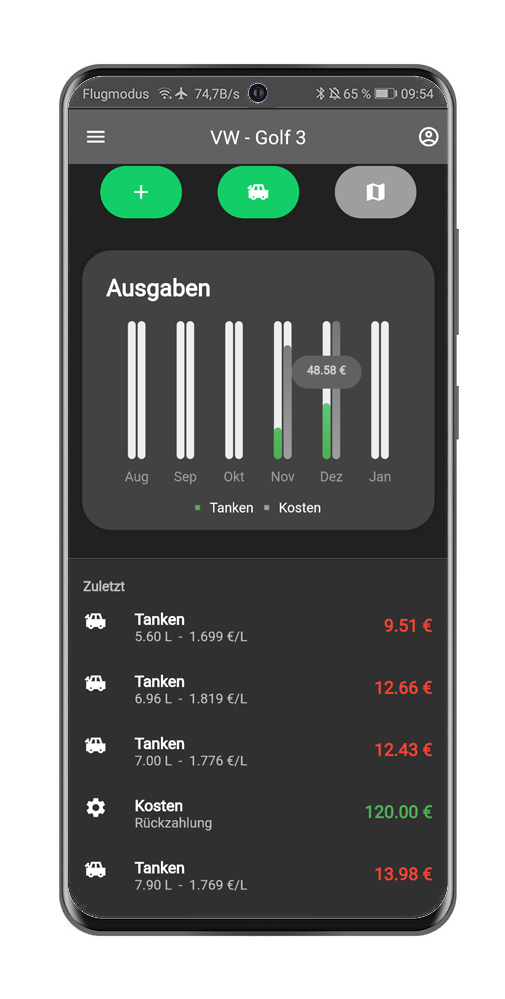 Flugmodus 74,7B/s 65 % 09:54
VW - Golf 3
Ausgaben
48.58 €
Aug Sep Okt Nov Dez Jan
Tanken Kosten
Zuletzt
Tanken 9.51 €
5.60 L - 1.699 €/L
Tanken 12.66 €
6.96 L - 1.819 €/L
Tanken 12.43 €
7.00 L - 1.776 €/L
Kosten 120.00 €
Rückzahlung
Tanken 13.98 €
7.90 L - 1.769 €/L